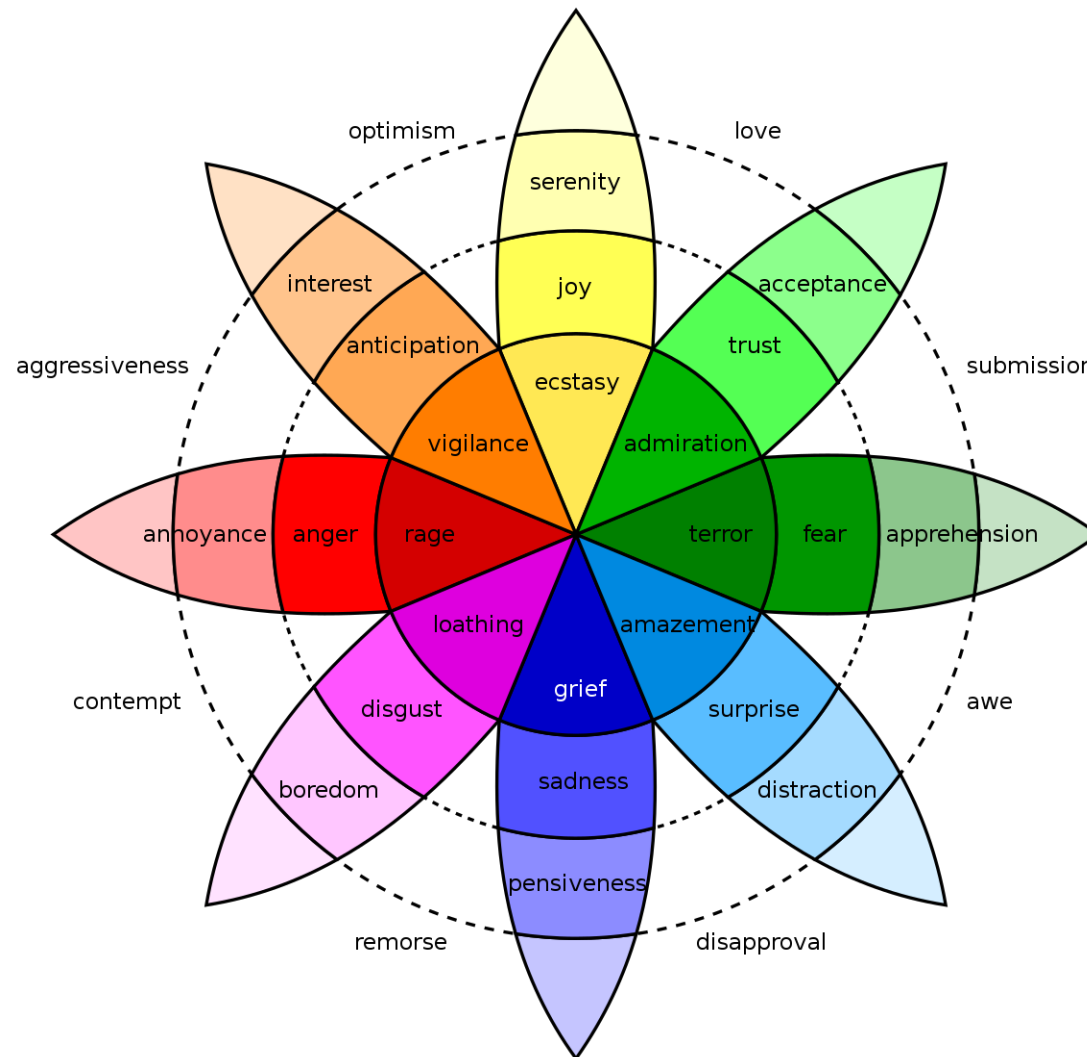 optimism
love
serenity
interest
acceptance
joy
anticipation
trust
aggressiveness
submission
ecstasy
vigilance
admiration
annoyance
anger
rage
terror
fear
apprehension
loathing
amazement
grief
contempt
disgust
surprise
awe
sadness
boredom
distraction
pensiveness
remorse
disapproval